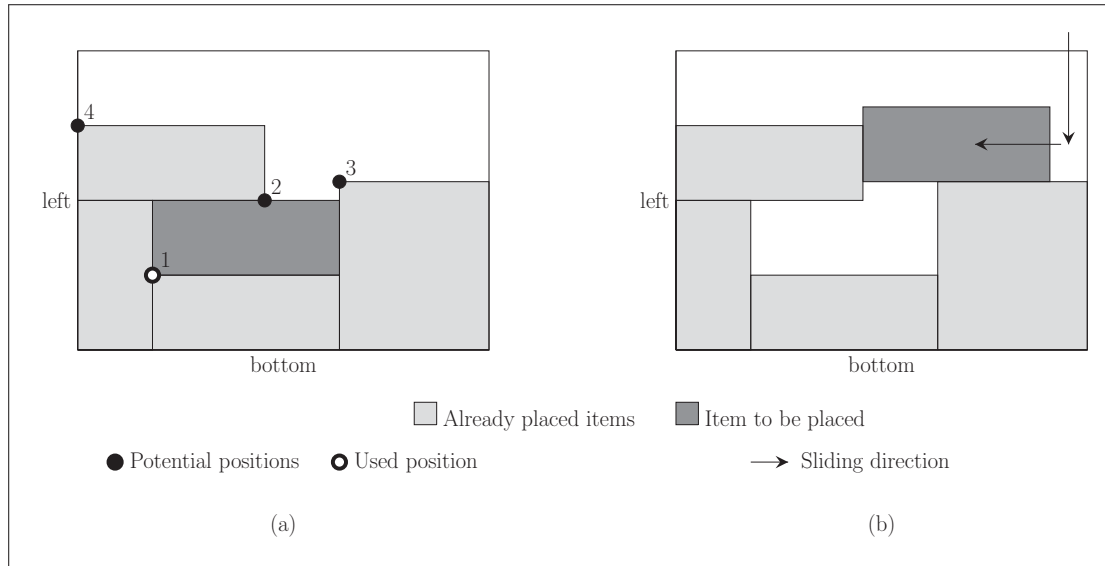 4
3
2
left
left
1
bottom
bottom
Already placed items
Item to be placed
Potential positions
Used position
Sliding direction
(a)
(b)